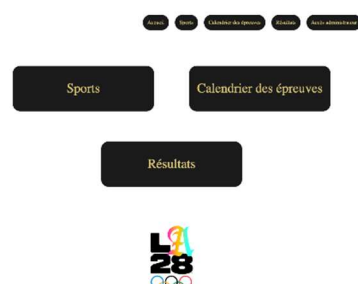 Accueil Sports Calendrier des épreuves Résultats Accès administrateur
Sports Calendrier des épreuves
Résultats
LA
28